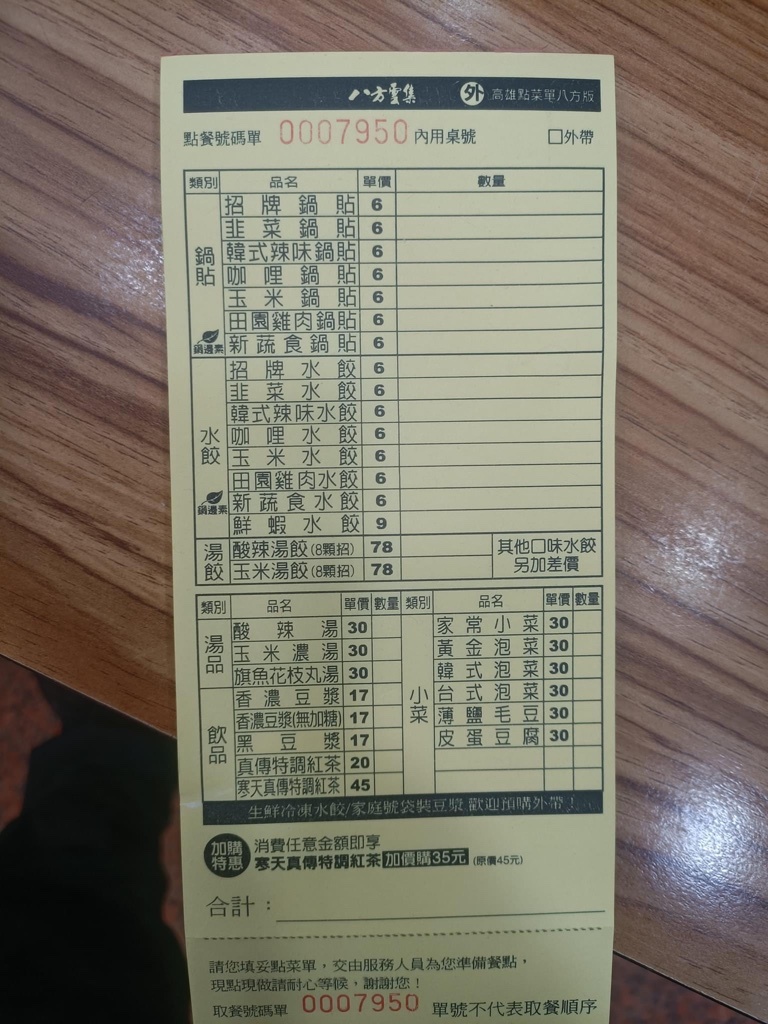 八方雲集 外 高雄點菜單八方版
點餐號碼單 0007950 內用桌號 □外帶
類別 品名 單價 數量
鍋貼
招牌鍋貼 6
韭菜鍋貼 6
韓式辣味鍋貼 6
咖哩鍋貼 6
玉米鍋貼 6
田園雞肉鍋貼 6
鍋邊素 新蔬食鍋貼 6
水餃
招牌水餃 6
韭菜水餃 6
韓式辣味水餃 6
咖哩水餃 6
玉米水餃 6
田園雞肉水餃 6
鍋邊素 新蔬食水餃 6
鮮蝦水餃 9
湯餃
酸辣湯餃(8顆招) 78
玉米湯餃(8顆招) 78
其他口味水餃
另加差價
類別 品名 單價 數量 類別 品名 單價 數量
湯品
酸辣湯 30
玉米濃湯 30
旗魚花枝丸湯 30
飲品
香濃豆漿 17
香濃豆漿(無加糖) 17
黑豆漿 17
真傳特調紅茶 20
寒天真傳特調紅茶 45
小菜
家常小菜 30
黃金泡菜 30
韓式泡菜 30
台式泡菜 30
薄鹽毛豆 30
皮蛋豆腐 30
生鮮冷凍水餃/家庭號袋裝豆漿 歡迎預購外帶！
加購特惠
消費任意金額即享
寒天真傳特調紅茶 加價購35元 (原價45元)
合計：
請您填妥點菜單，交由服務人員為您準備餐點，
現點現做請耐心等候，謝謝您！
取餐號碼單 0007950 單號不代表取餐順序